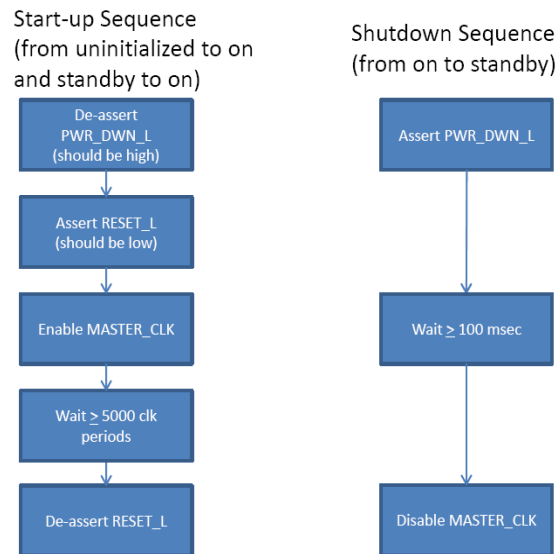 Start-up Sequence
(from uninitialized to on
and standby to on)
De-assert
PWR_DWN_L
(should be high)
Assert RESET_L
(should be low)
Enable MASTER_CLK
Wait ≥ 5000 clk
periods
De-assert RESET_L
Shutdown Sequence
(from on to standby)
Assert PWR_DWN_L
Wait ≥ 100 msec
Disable MASTER_CLK